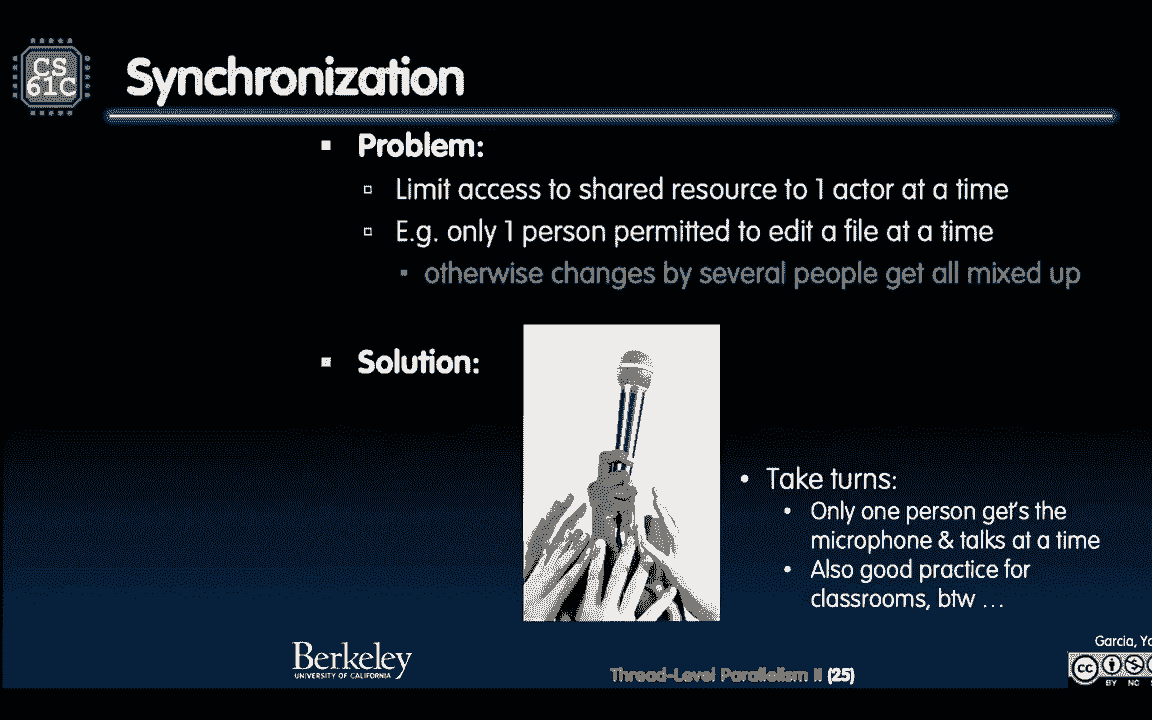 CS
61C
Synchronization
Problem:
Limit access to shared resource to 1 actor at a time
E.g. only 1 person permitted to edit a file at a time
otherwise changes by several people get all mixed up
Solution:
Take turns:
Only one person get's the
microphone & talks at a time
Also good practice for
classrooms, btw …
Berkeley
UNIVERSITY OF CALIFORNIA
Thread-Level Parallelism II (25)
Garcia,
cc
BY NC